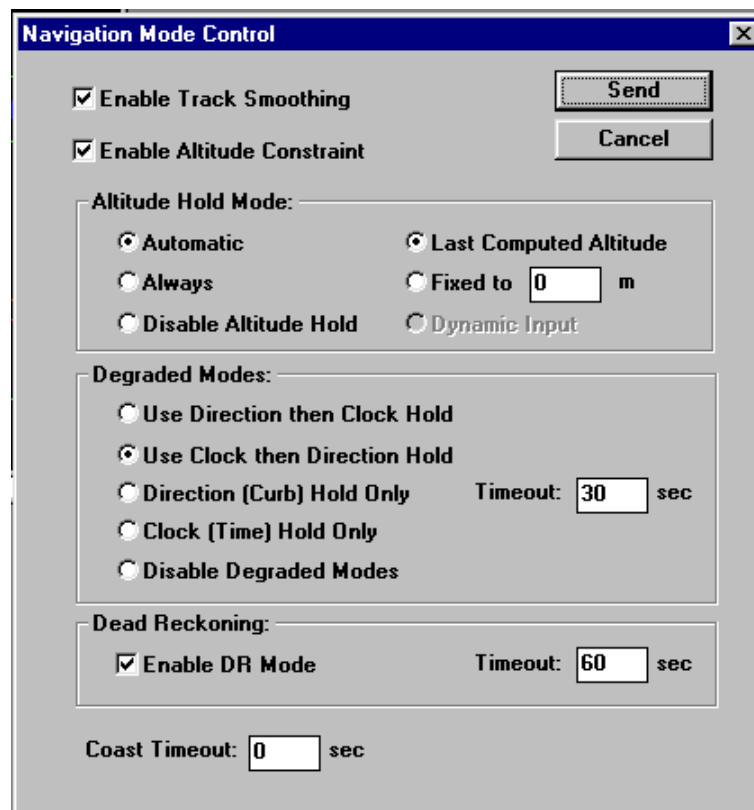 Navigation Mode Control
Enable Track Smoothing
Send
Enable Altitude Constraint
Cancel
Altitude Hold Mode:
Automatic
Last Computed Altitude
Always
Fixed to 0 m
Disable Altitude Hold
Dynamic Input
Degraded Modes:
Use Direction then Clock Hold
Use Clock then Direction Hold
Direction (Curb) Hold Only
Timeout: 30 sec
Clock (Time) Hold Only
Disable Degraded Modes
Dead Reckoning:
Enable DR Mode
Timeout: 60 sec
Coast Timeout: 0 sec